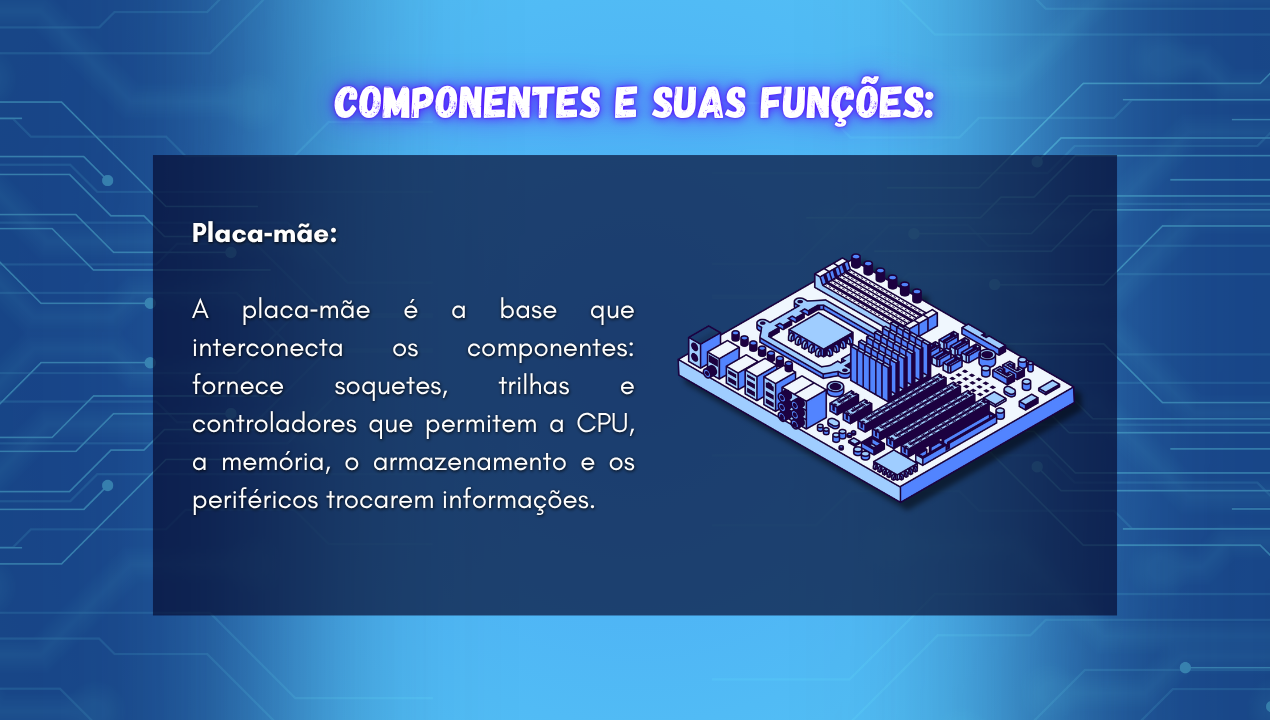 COMPONENTES E SUAS FUNÇÕES:
Placa-mãe:
A placa-mãe é a base que
interconecta os componentes:
fornece soquetes, trilhas e
controladores que permitem a CPU,
a memória, o armazenamento e os
periféricos trocarem informações.